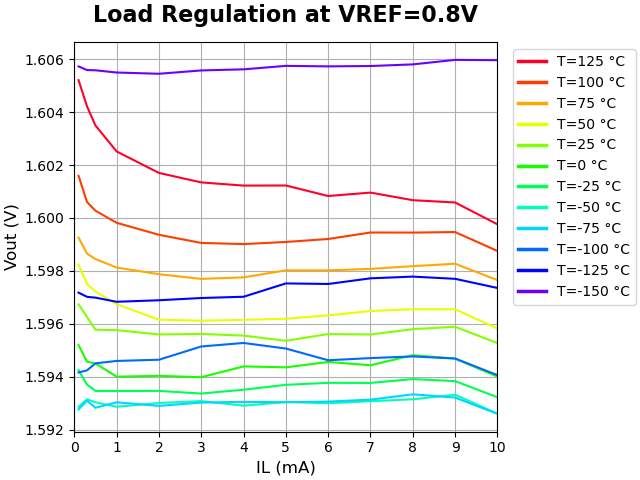 Load Regulation at VREF=0.8V
Vout (V)
1.606
1.604
1.602
1.600
1.598
1.596
1.594
1.592
0 1 2 3 4 5 6 7 8 9 10
IL (mA)
T=125 °C
T=100 °C
T=75 °C
T=50 °C
T=25 °C
T=0 °C
T=-25 °C
T=-50 °C
T=-75 °C
T=-100 °C
T=-125 °C
T=-150 °C